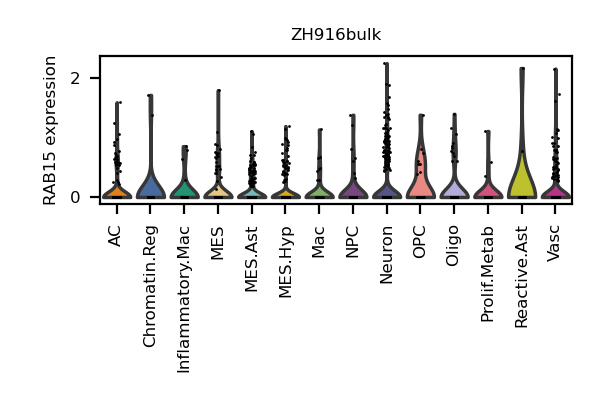 ZH916bulk
RAB15 expression
2
0
AC
Chromatin.Reg
Inflammatory.Mac
MES
MES.Ast
MES.Hyp
Mac
NPC
Neuron
OPC
Oligo
Prolif.Metab
Reactive.Ast
Vasc